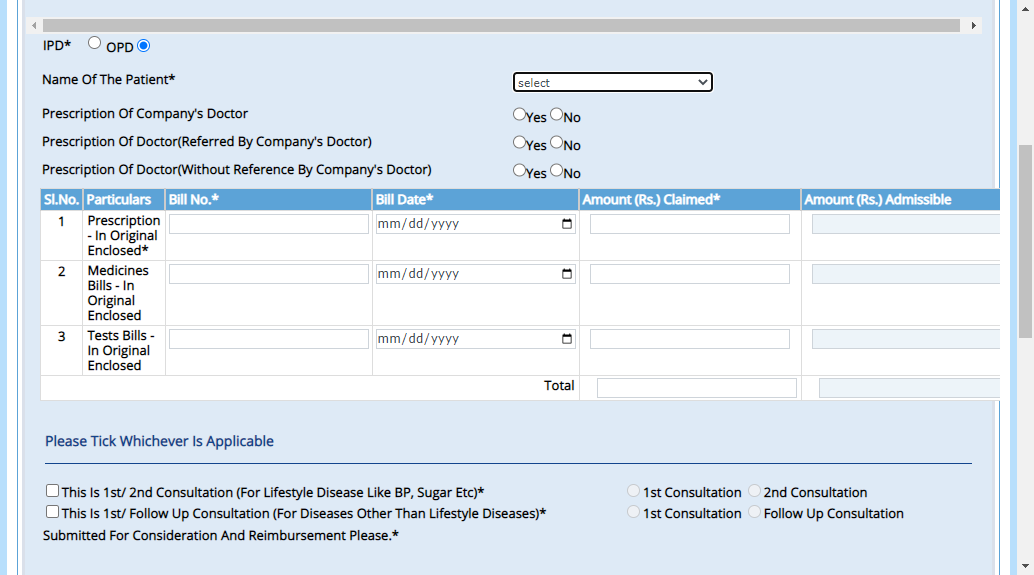 IPD* OPD
Name Of The Patient* select
Prescription Of Company's Doctor Yes No
Prescription Of Doctor(Referred By Company's Doctor) Yes No
Prescription Of Doctor(Without Reference By Company's Doctor) Yes No
Sl.No. Particulars Bill No.* Bill Date* Amount (Rs.) Claimed* Amount (Rs.) Admissible
1 Prescription mm/dd/yyyy
- In Original
Enclosed*
2 Medicines mm/dd/yyyy
Bills - In
Original
Enclosed
3 Tests Bills - mm/dd/yyyy
In Original
Enclosed
Total
Please Tick Whichever Is Applicable
This Is 1st/ 2nd Consultation (For Lifestyle Disease Like BP, Sugar Etc)* 1st Consultation 2nd Consultation
This Is 1st/ Follow Up Consultation (For Diseases Other Than Lifestyle Diseases)* 1st Consultation Follow Up Consultation
Submitted For Consideration And Reimbursement Please.*